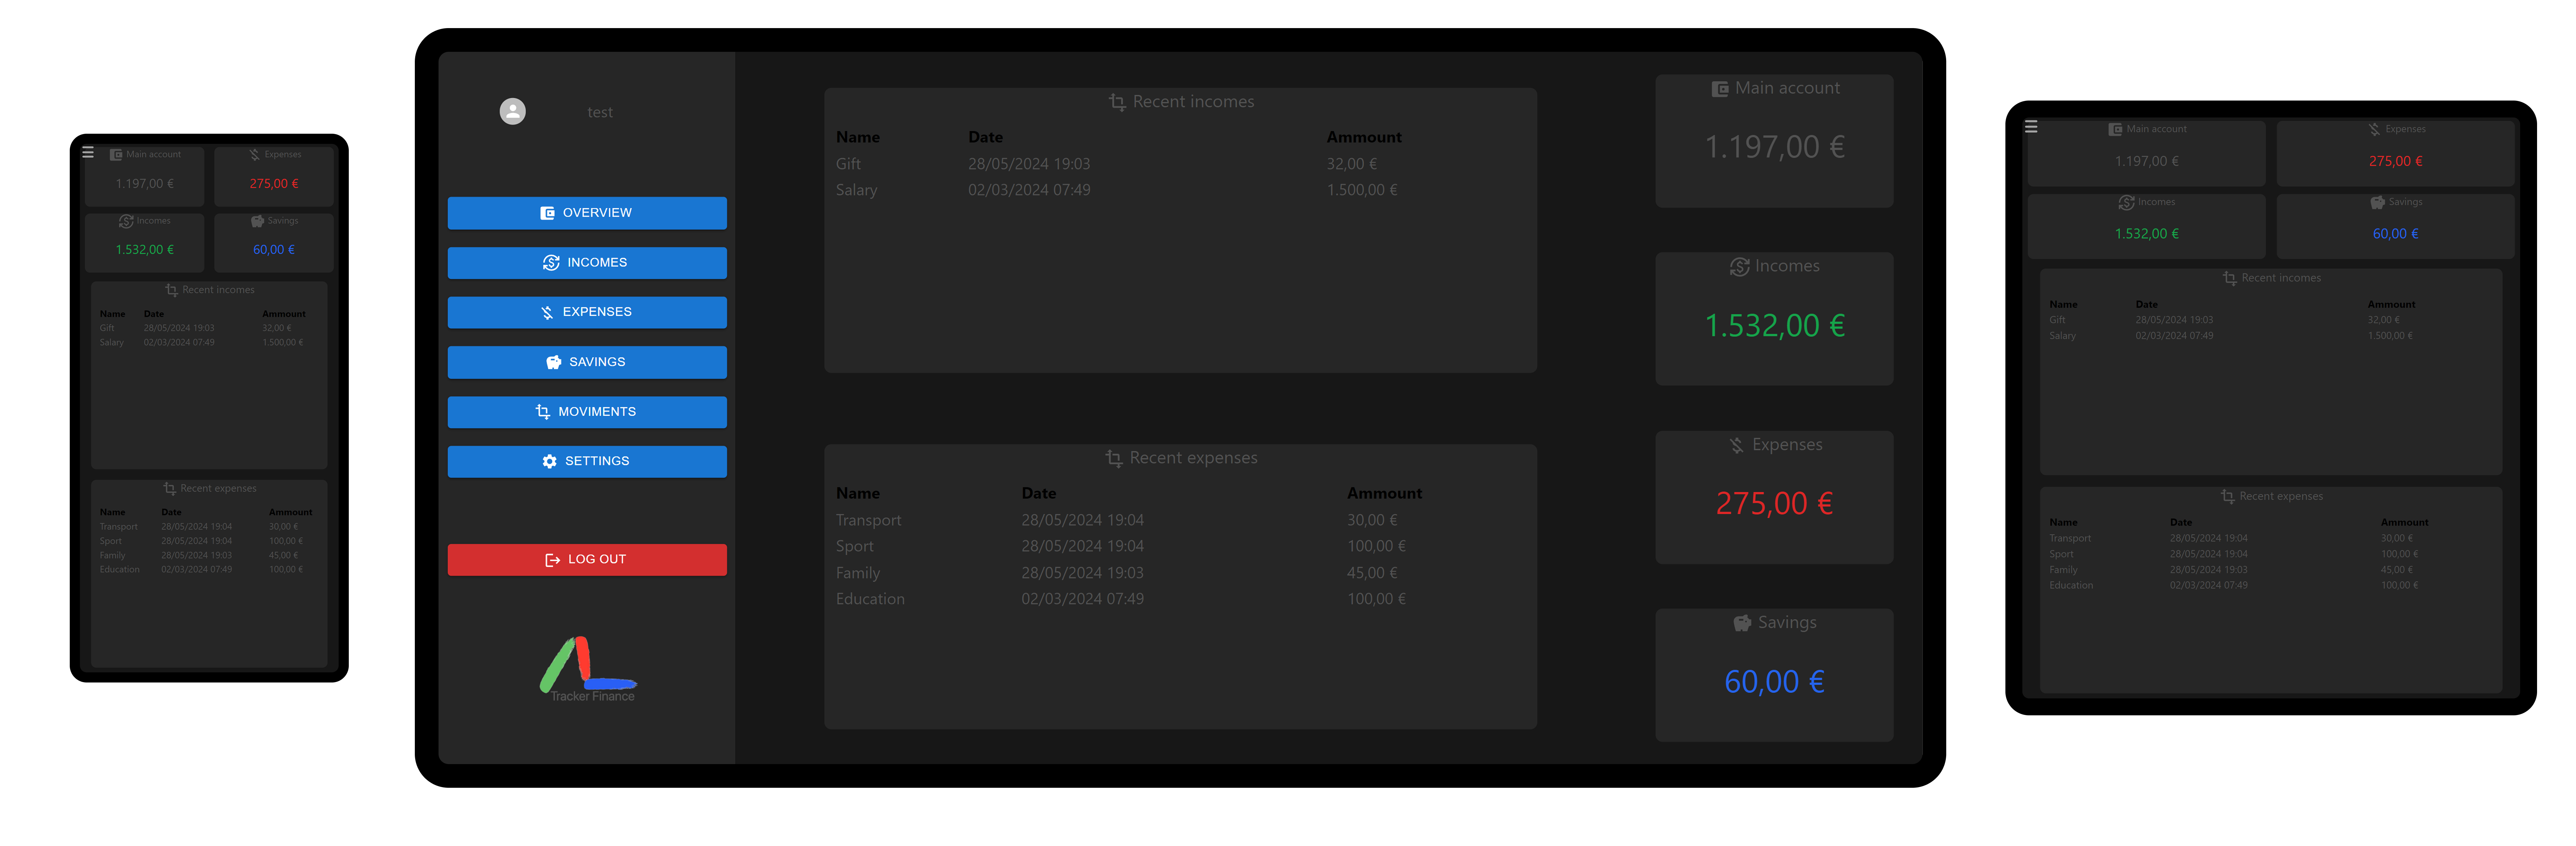 Main account
Expenses
1.197,00 €
275,00 €
Incomes
Savings
1.532,00 €
60,00 €
Recent incomes
Name Date Ammount
Gift 28/05/2024 19:03 32,00 €
Salary 02/03/2024 07:49 1.500,00 €
Recent expenses
Name Date Ammount
Transport 28/05/2024 19:04 30,00 €
Sport 28/05/2024 19:04 100,00 €
Family 28/05/2024 19:03 45,00 €
Education 02/03/2024 07:49 100,00 €
test
OVERVIEW
INCOMES
EXPENSES
SAVINGS
MOVIMENTS
SETTINGS
LOG OUT
Tracker Finance
Recent incomes
Name Date Ammount
Gift 28/05/2024 19:03 32,00 €
Salary 02/03/2024 07:49 1.500,00 €
Recent expenses
Name Date Ammount
Transport 28/05/2024 19:04 30,00 €
Sport 28/05/2024 19:04 100,00 €
Family 28/05/2024 19:03 45,00 €
Education 02/03/2024 07:49 100,00 €
Main account
1.197,00 €
Incomes
1.532,00 €
Expenses
275,00 €
Savings
60,00 €
Main account
Expenses
1.197,00 €
275,00 €
Incomes
Savings
1.532,00 €
60,00 €
Recent incomes
Name Date Ammount
Gift 28/05/2024 19:03 32,00 €
Salary 02/03/2024 07:49 1.500,00 €
Recent expenses
Name Date Ammount
Transport 28/05/2024 19:04 30,00 €
Sport 28/05/2024 19:04 100,00 €
Family 28/05/2024 19:03 45,00 €
Education 02/03/2024 07:49 100,00 €